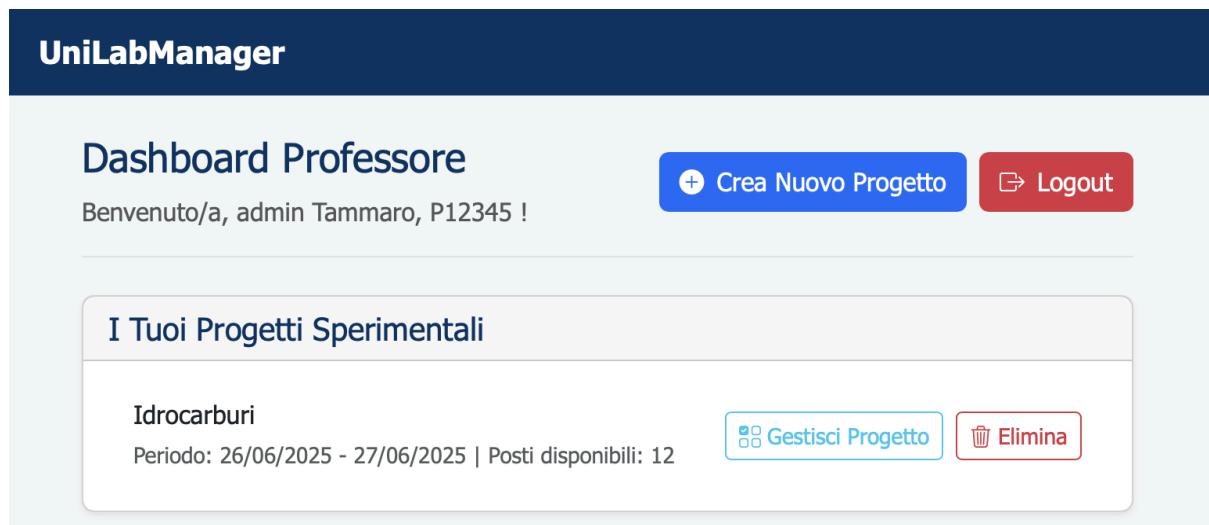 UniLabManager
Dashboard Professore
Benvenuto/a, admin Tammaro, P12345 !
Crea Nuovo Progetto
Logout
I Tuoi Progetti Sperimentali
Idrocarburi
Periodo: 26/06/2025 - 27/06/2025 | Posti disponibili: 12
Gestisci Progetto
Elimina